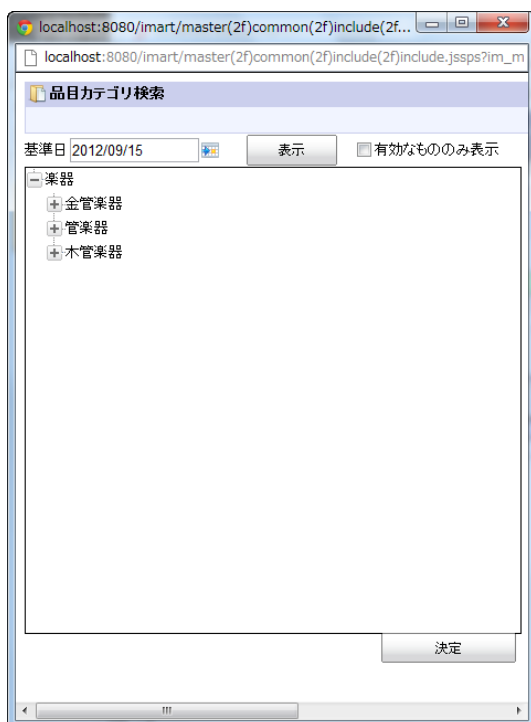 localhost:8080/imart/master(2f)common(2f)include(2f...
localhost:8080/imart/master(2f)common(2f)include(2f)include.jssps?im_m
品目カテゴリ検索
基準日 2012/09/15 表示 有効なもののみ表示
楽器
金管楽器
管楽器
木管楽器
決定